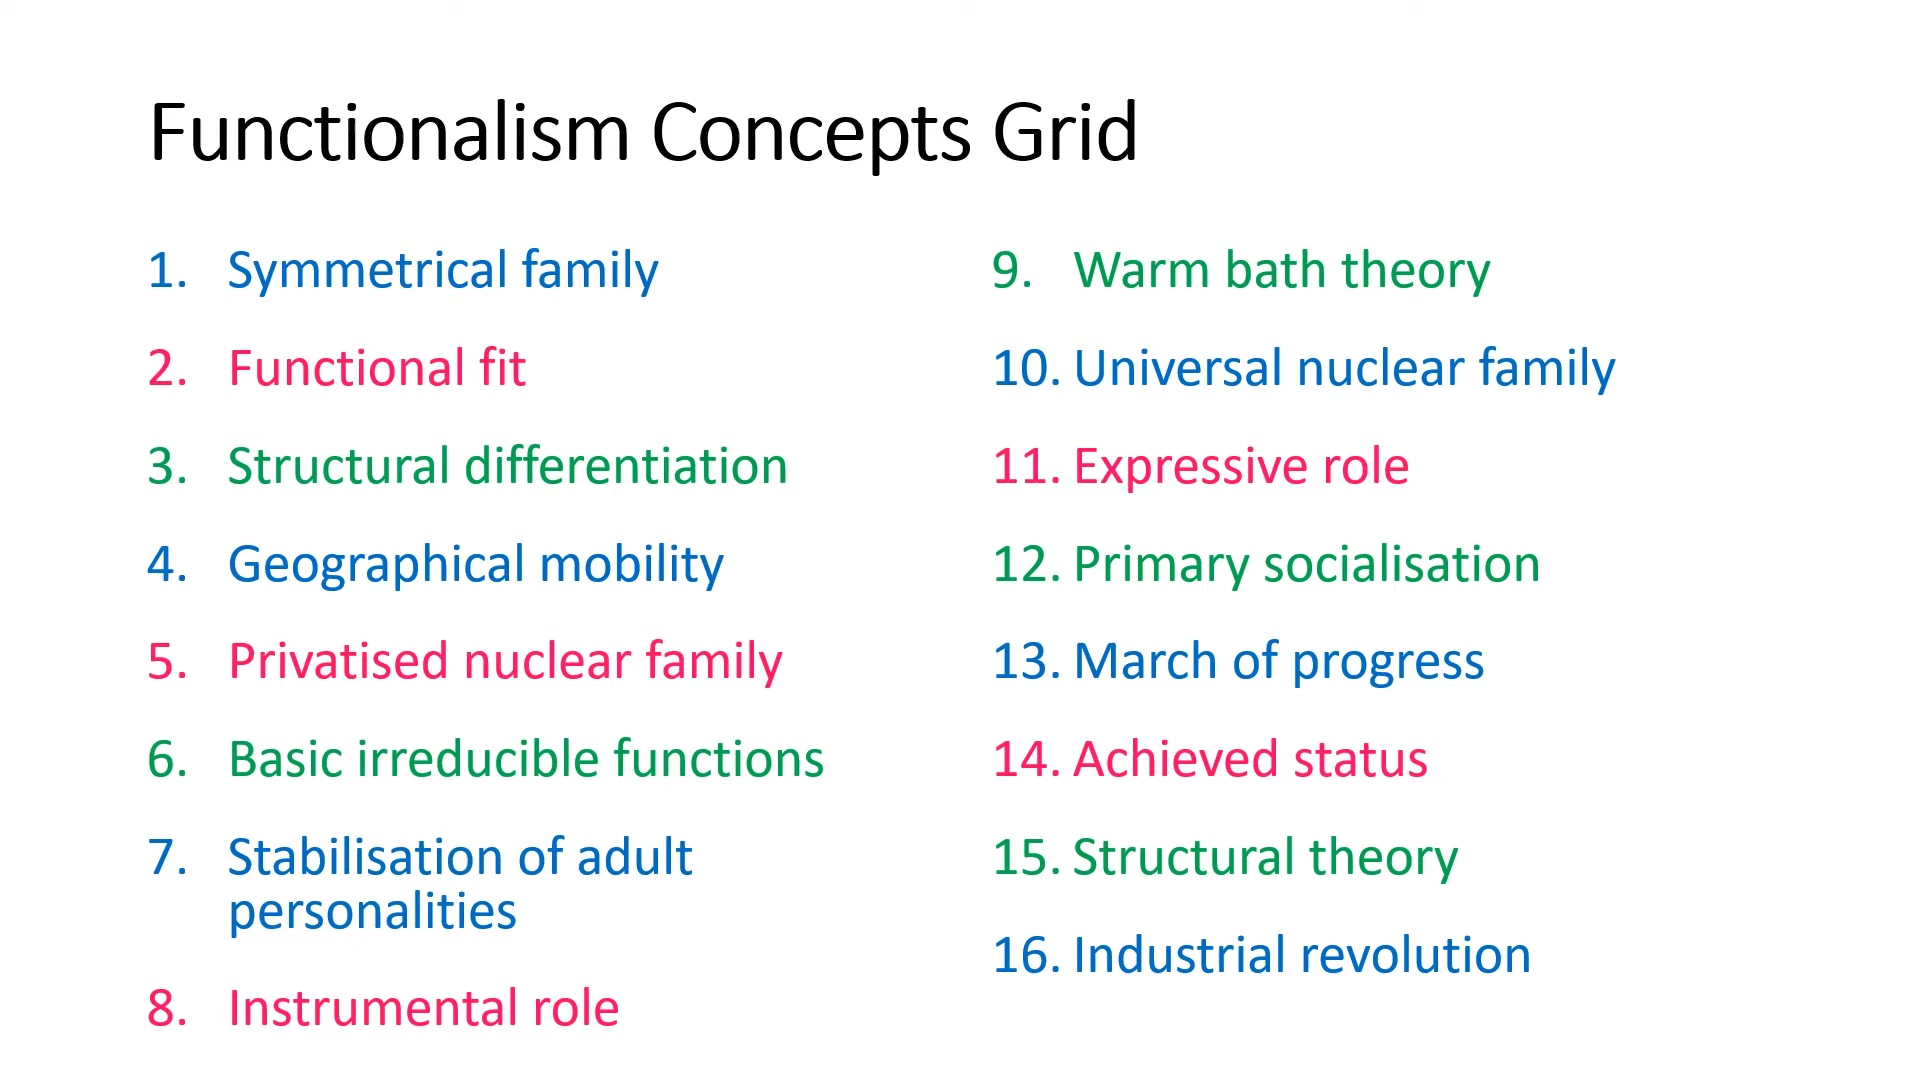 Functionalism Concepts Grid
1. Symmetrical family
2. Functional fit
3. Structural differentiation
4. Geographical mobility
5. Privatised nuclear family
6. Basic irreducible functions
7. Stabilisation of adult
personalities
8. Instrumental role
9. Warm bath theory
10. Universal nuclear family
11. Expressive role
12. Primary socialisation
13. March of progress
14. Achieved status
15. Structural theory
16. Industrial revolution